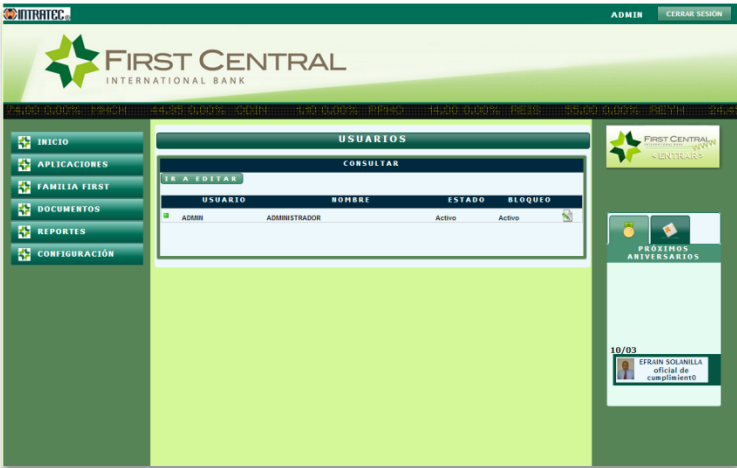 INTRATEC
ADMIN
CERRAR SESIÓN
FIRST CENTRAL
INTERNATIONAL BANK
INICIO
APLICACIONES
FAMILIA FIRST
DOCUMENTOS
REPORTES
CONFIGURACIÓN
USUARIOS
CONSULTAR
IR A EDITAR
USUARIO NOMBRE ESTADO BLOQUEO
ADMIN ADMINISTRADOR Activo Activo
FIRST CENTRAL
WWW
<ENTRAR>
PRÓXIMOS
ANIVERSARIOS
10/03
EFRAIN SOLANILLA
oficial de
cumplimient0